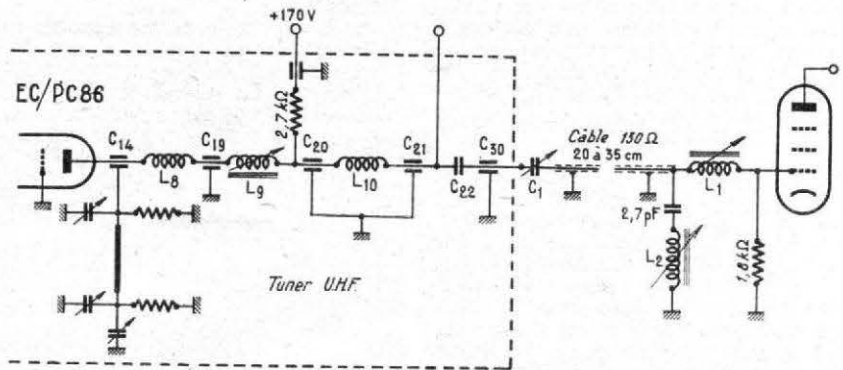 +170 V
EC/PC86
2,7 kΩ
C14
C19
C20
C21
C30
Câble 150 Ω
20 à 35 cm
L8
L9
L10
C22
C1
L1
2,7 pF
L2
1,8 kΩ
Tuner U.H.F.